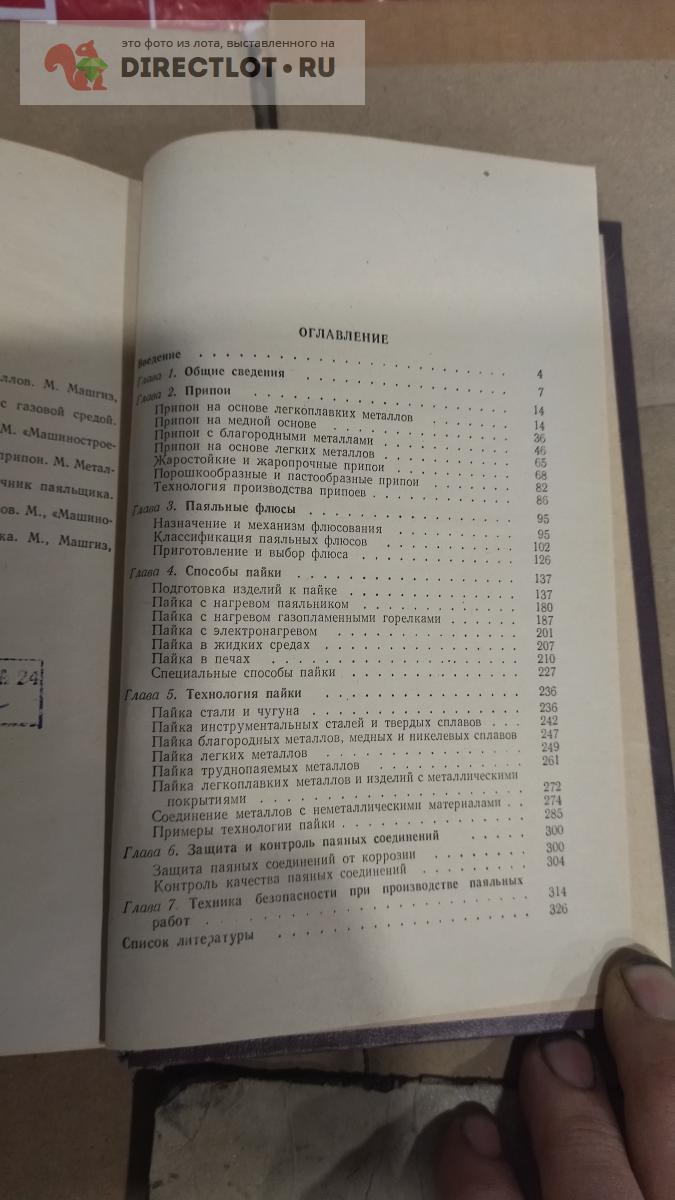 это фото из лота, выставленного на
DIRECTLOT.RU
ллов. М. Машгиз,
с газовой средой.
М. «Машинострое-
припои. М. Метал-
чник паяльщика.
ов. М., «Машино-
ка. М., Машгиз,
№ 24
ОГЛАВЛЕНИЕ
Введение . . . 4
Глава 1. Общие сведения . . . 7
Глава 2. Припои . . . 14
Припои на основе легкоплавких металлов . . . 14
Припои на медной основе . . . 36
Припои с благородными металлами . . . 46
Припои на основе легких металлов . . . 65
Жаростойкие и жаропрочные припои . . . 68
Порошкообразные и пастообразные припои . . . 82
Технология производства припоев . . . 86
Глава 3. Паяльные флюсы . . . 95
Назначение и механизм флюсования . . . 95
Классификация паяльных флюсов . . . 102
Приготовление и выбор флюса . . . 126
Глава 4. Способы пайки . . . 137
Подготовка изделий к пайке . . . 137
Пайка с нагревом паяльником . . . 180
Пайка с нагревом газопламенными горелками . . . 187
Пайка с электронагревом . . . 201
Пайка в жидких средах . . . 207
Пайка в печах . . . 210
Специальные способы пайки . . . 227
Глава 5. Технология пайки . . . 236
Пайка стали и чугуна . . . 236
Пайка инструментальных сталей и твердых сплавов . . . 242
Пайка благородных металлов, медных и никелевых сплавов 247
Пайка легких металлов . . . 249
Пайка труднопаяемых металлов . . . 261
Пайка легкоплавких металлов и изделий с металлическими
покрытиями . . . 272
Соединение металлов с неметаллическими материалами . . 274
Примеры технологии пайки . . . 285
Глава 6. Защита и контроль паяных соединений . . . 300
Защита паяных соединений от коррозии . . . 300
Контроль качества паяных соединений . . . 304
Глава 7. Техника безопасности при производстве паяльных
работ . . . 314
Список литературы . . . 326